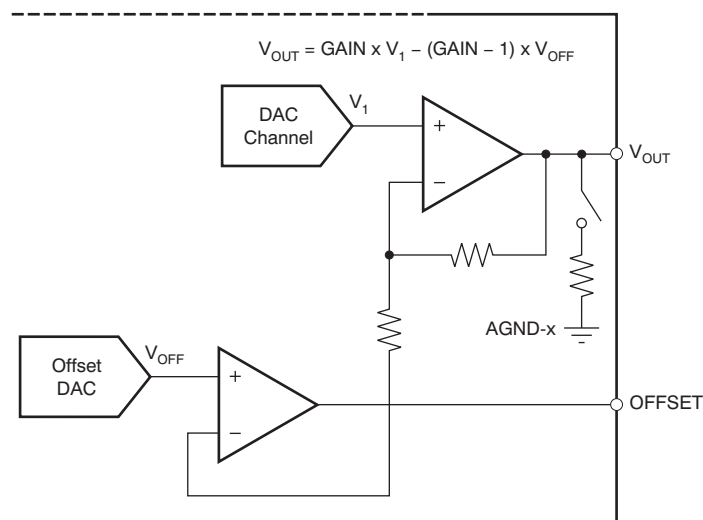 V_OUT = GAIN x V_1 − (GAIN − 1) x V_OFF
DAC
Channel
V_1
+
−
V_OUT
AGND-x
Offset
DAC
V_OFF
+
−
OFFSET